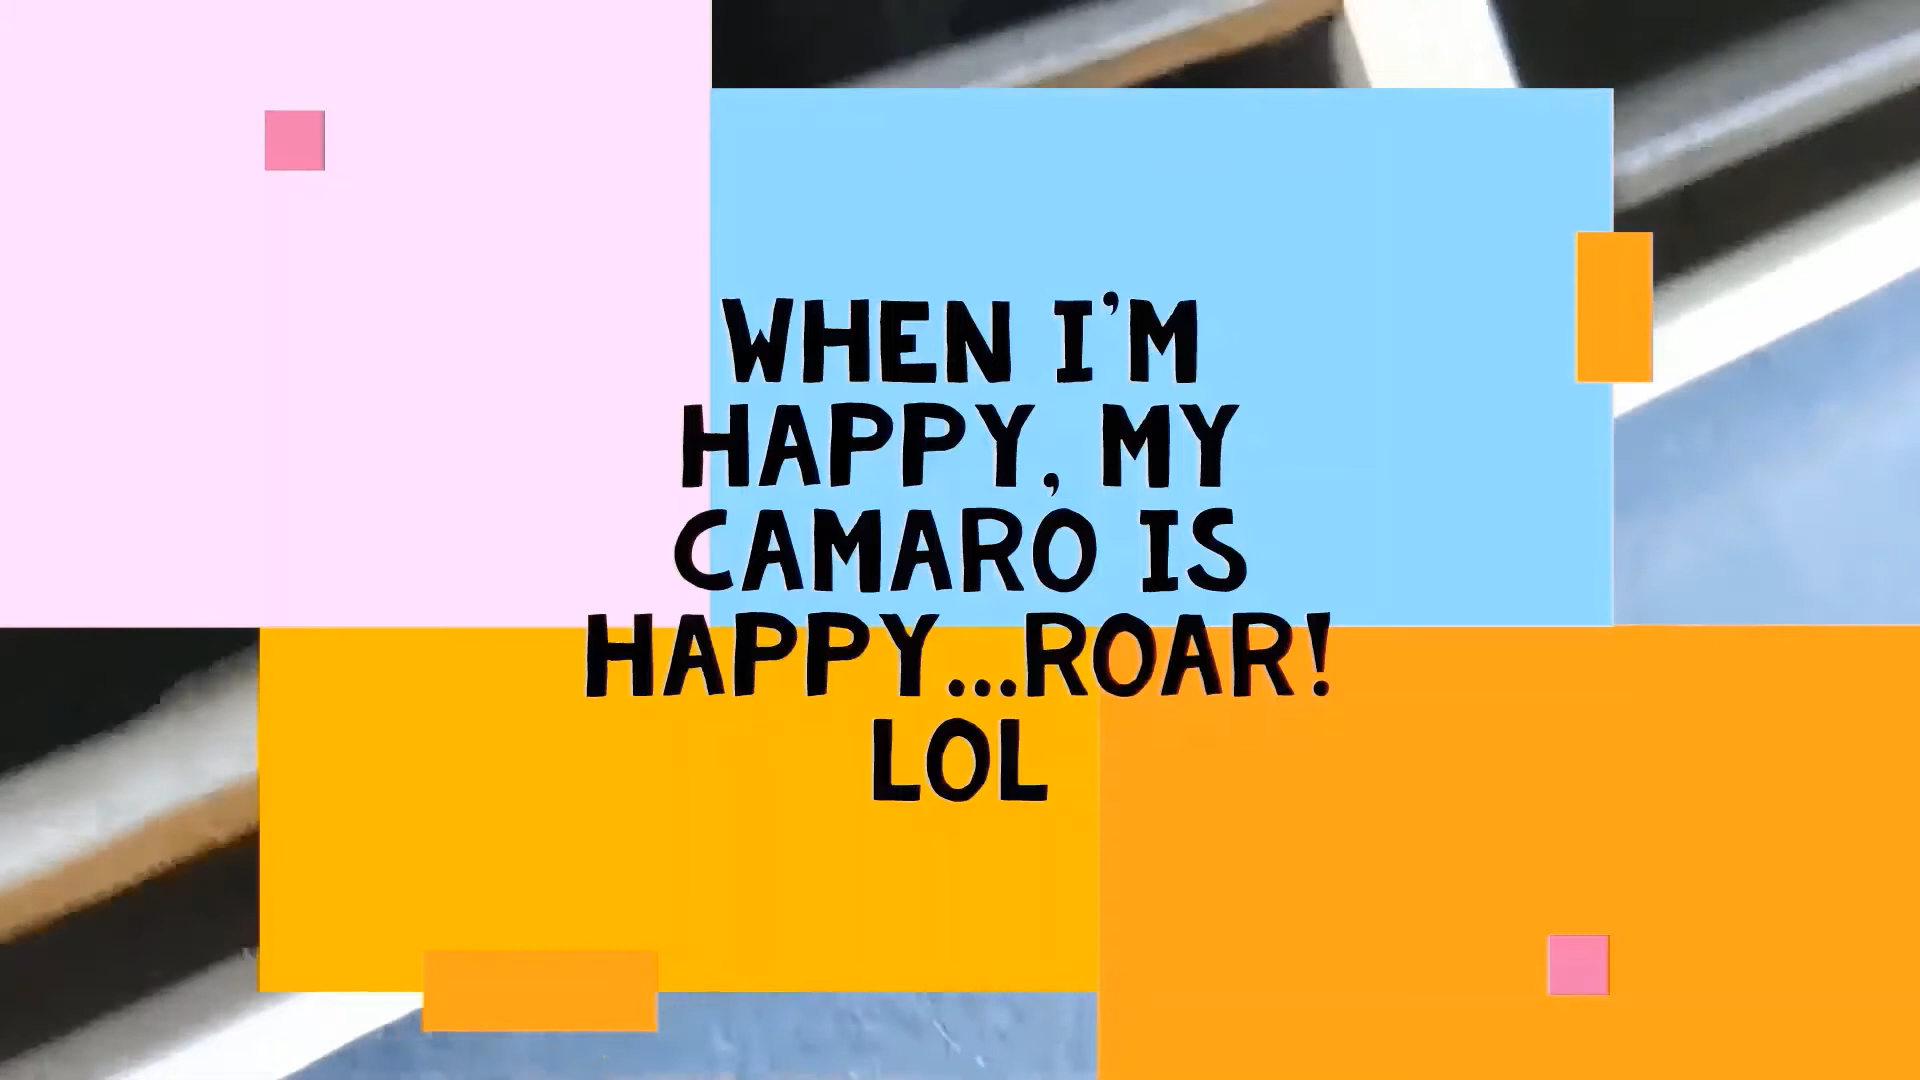 WHEN I'M
HAPPY, MY
CAMARO IS
HAPPY...ROAR!
LOL